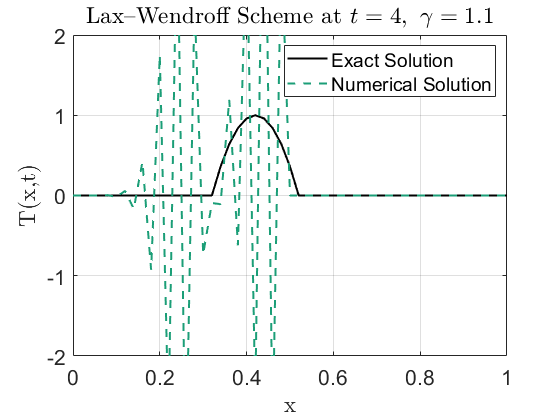 Lax–Wendroff Scheme at t = 4, γ = 1.1
Exact Solution
Numerical Solution
T(x,t)
2
1
0
-1
-2
0
0.2
0.4
0.6
0.8
1
x